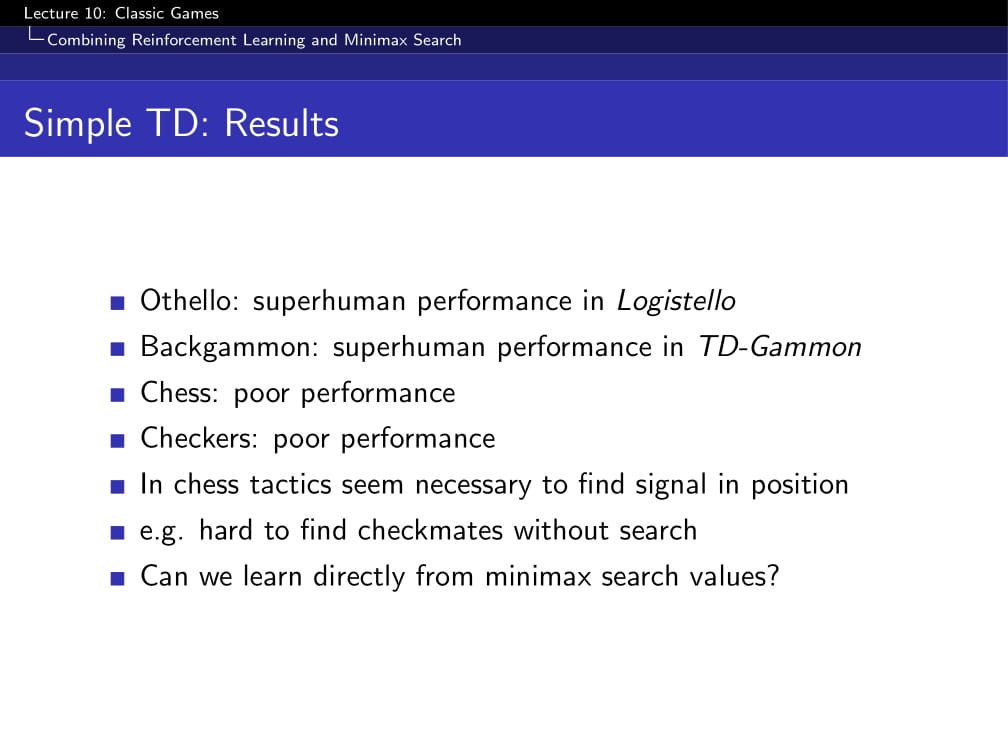 Lecture 10: Classic Games
Combining Reinforcement Learning and Minimax Search
Simple TD: Results
Othello: superhuman performance in Logistello
Backgammon: superhuman performance in TD-Gammon
Chess: poor performance
Checkers: poor performance
In chess tactics seem necessary to find signal in position
e.g. hard to find checkmates without search
Can we learn directly from minimax search values?